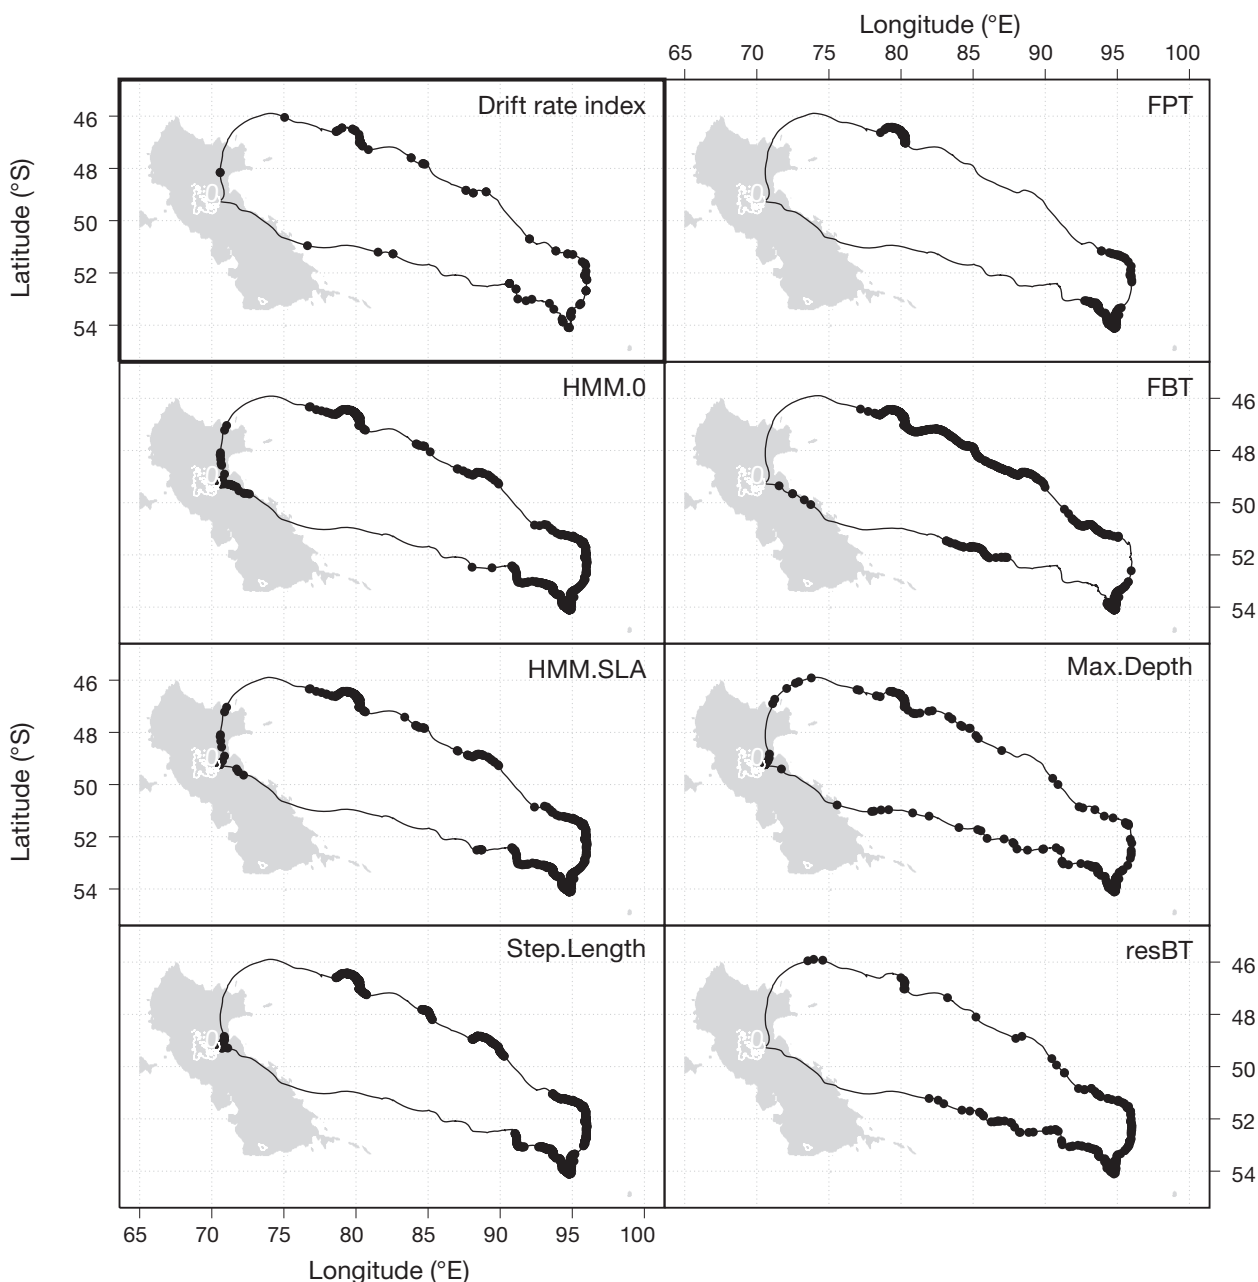 Longitude (°E)
65 70 75 80 85 90 95 100
Drift rate index
FPT
46
48
50
52
54
Latitude (°S)
HMM.0
FBT
46
48
50
52
54
HMM.SLA
Max.Depth
46
48
50
52
54
Latitude (°S)
Step.Length
resBT
46
48
50
52
54
65 70 75 80 85 90 95 100
Longitude (°E)